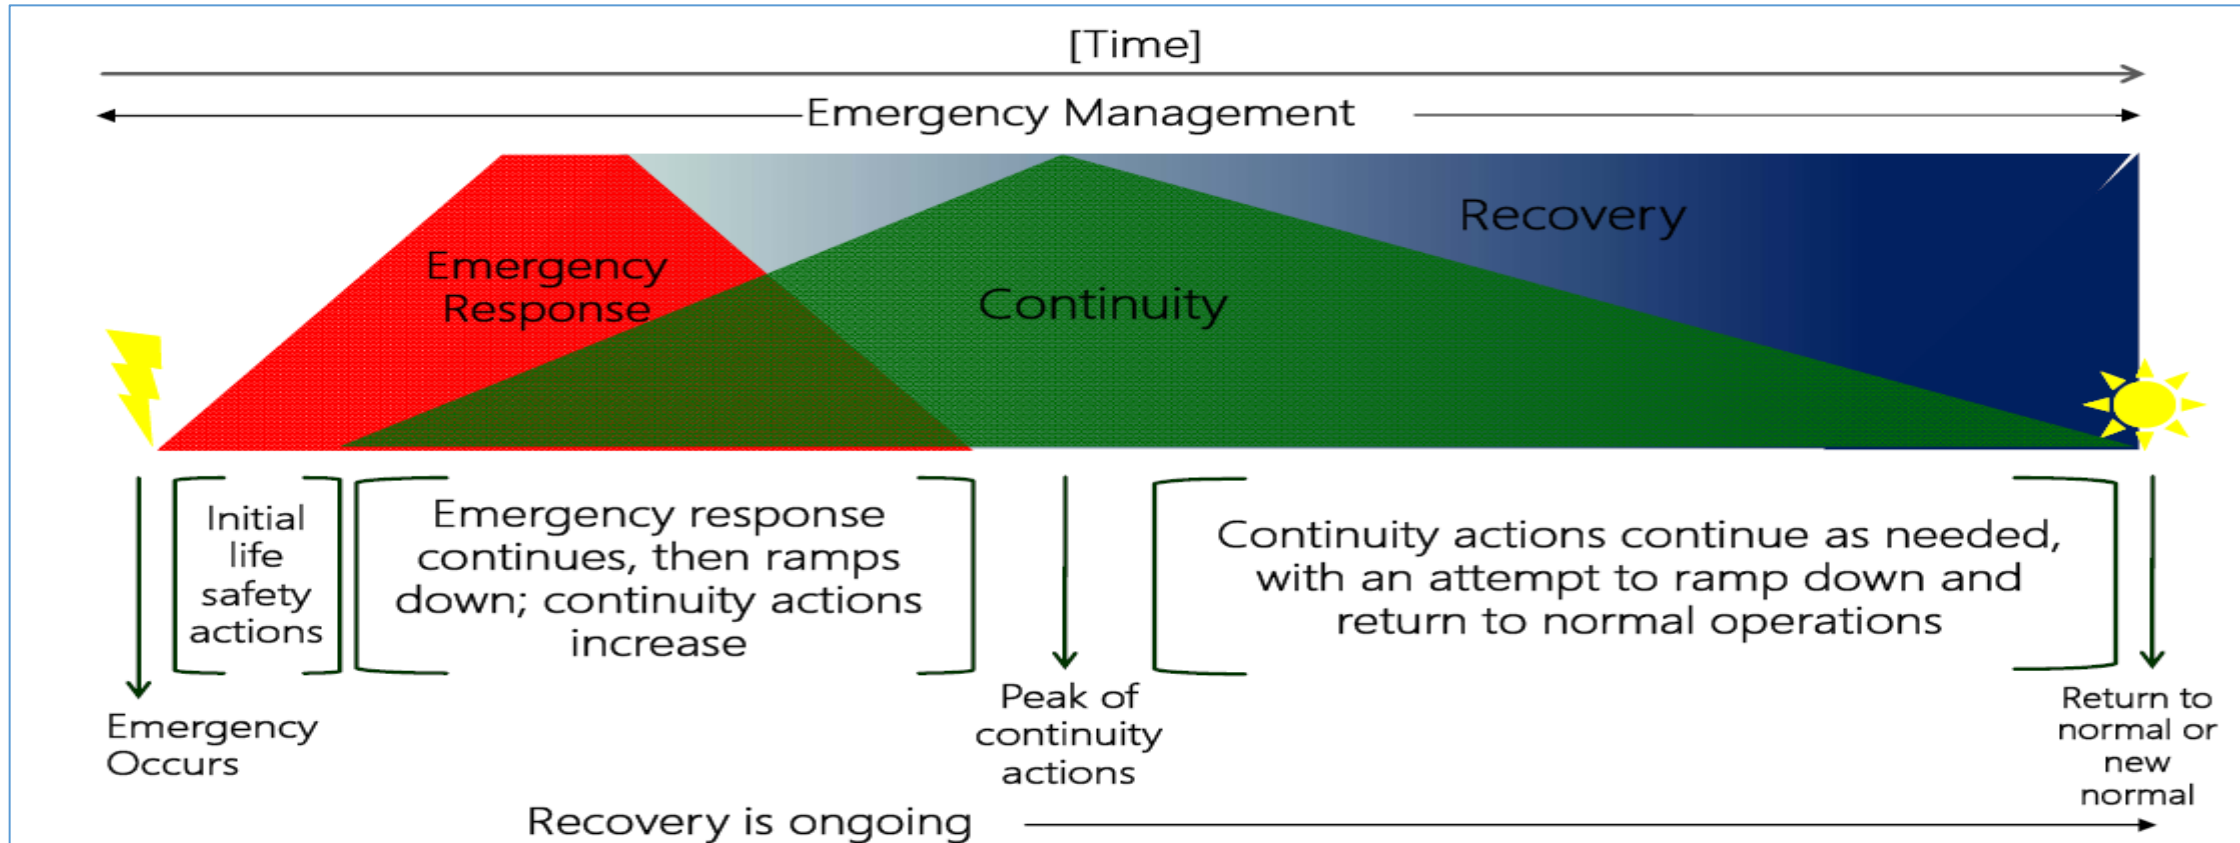 [Time]
Emergency Management
Recovery
Emergency
Response
Continuity
Initial
life
safety
actions
Emergency response
continues, then ramps
down; continuity actions
increase
Continuity actions continue as needed,
with an attempt to ramp down and
return to normal operations
Emergency
Occurs
Peak of
continuity
actions
Return to
normal or
new
normal
Recovery is ongoing